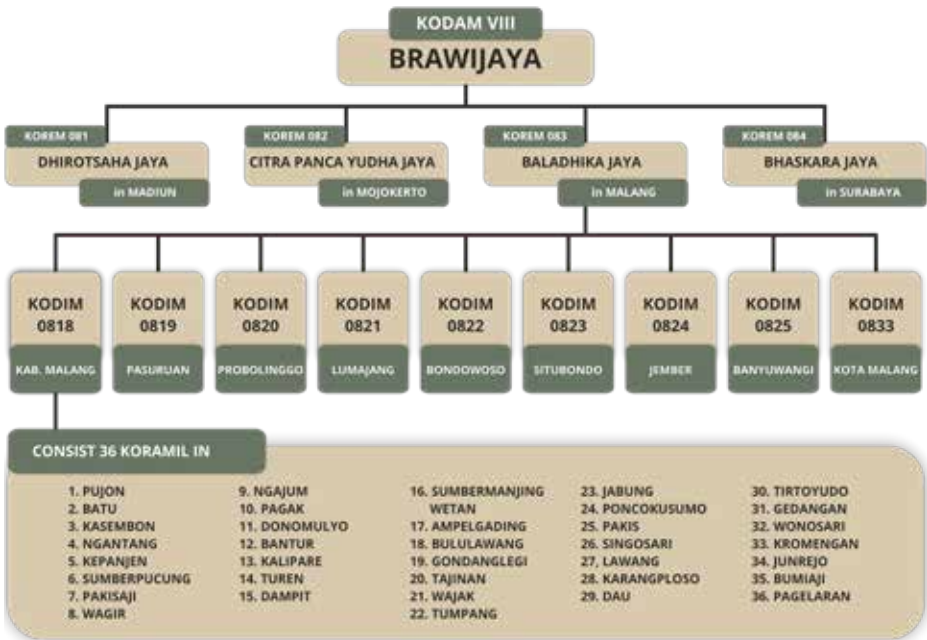 KODAM VIII
BRAWIJAYA
KOREM 081
DHIROTSAHA JAYA
in MADIUN
KOREM 082
CITRA PANCA YUDHA JAYA
in MOJOKERTO
KOREM 083
BALADHIKA JAYA
in MALANG
KOREM 084
BHASKARA JAYA
in SURABAYA
KODIM
0818
KAB. MALANG
KODIM
0819
PASURUAN
KODIM
0820
PROBOLINGGO
KODIM
0821
LUMAJANG
KODIM
0822
BONDOWOSO
KODIM
0823
SITUBONDO
KODIM
0824
JEMBER
KODIM
0825
BANYUWANGI
KODIM
0833
KOTA MALANG
CONSIST 36 KORAMIL IN
1. PUJON
2. BATU
3. KASEMBON
4. NGANTANG
5. KEPANJEN
6. SUMBERPUCUNG
7. PAKISAJI
8. WAGIR
9. NGAJUM
10. PAGAK
11. DONOMULYO
12. BANTUR
13. KALIPARE
14. TUREN
15. DAMPIT
16. SUMBERMANJING
WETAN
17. AMPELGADING
18. BULULAWANG
19. GONDANGLEGI
20. TAJINAN
21. WAJAK
22. TUMPANG
23. JABUNG
24. PONCOKUSUMO
25. PAKIS
26. SINGOSARI
27, LAWANG
28. KARANGPLOSO
29. DAU
30. TIRTOYUDO
31. GEDANGAN
32. WONOSARI
33. KROMENGAN
34. JUNREJO
35. BUMIAJI
36. PAGELARAN